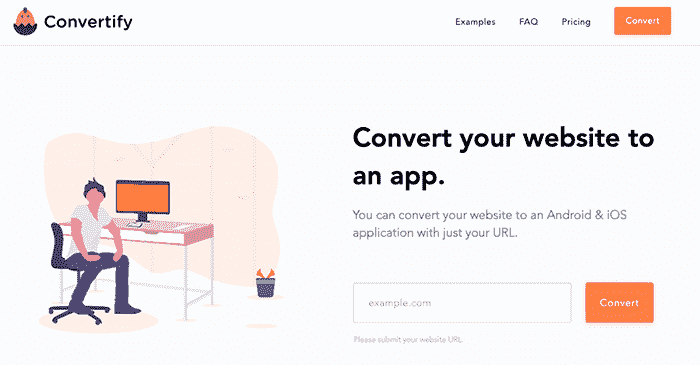 Convertify
Examples
FAQ
Pricing
Convert
Convert your website to
an app.
You can convert your website to an Android & iOS
application with just your URL.
example.com
Convert
Please submit your website URL.